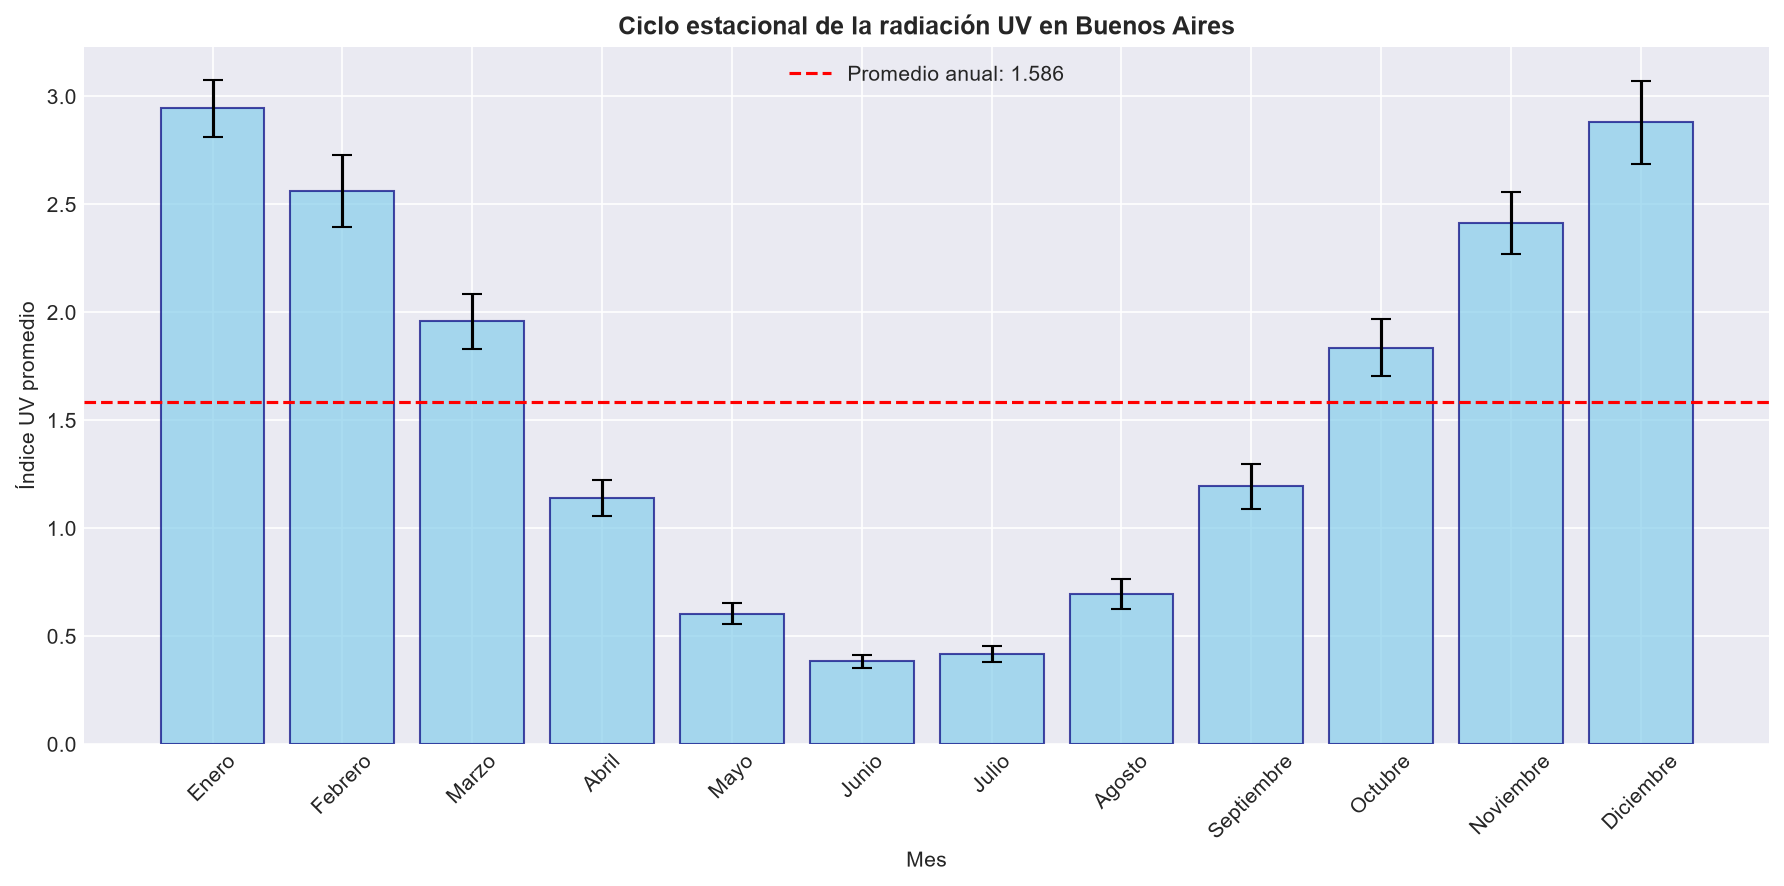 Ciclo estacional de la radiación UV en Buenos Aires
Promedio anual: 1.586
Índice UV promedio
3.0
2.5
2.0
1.5
1.0
0.5
0.0
Enero
Febrero
Marzo
Abril
Mayo
Junio
Julio
Agosto
Septiembre
Octubre
Noviembre
Diciembre
Mes